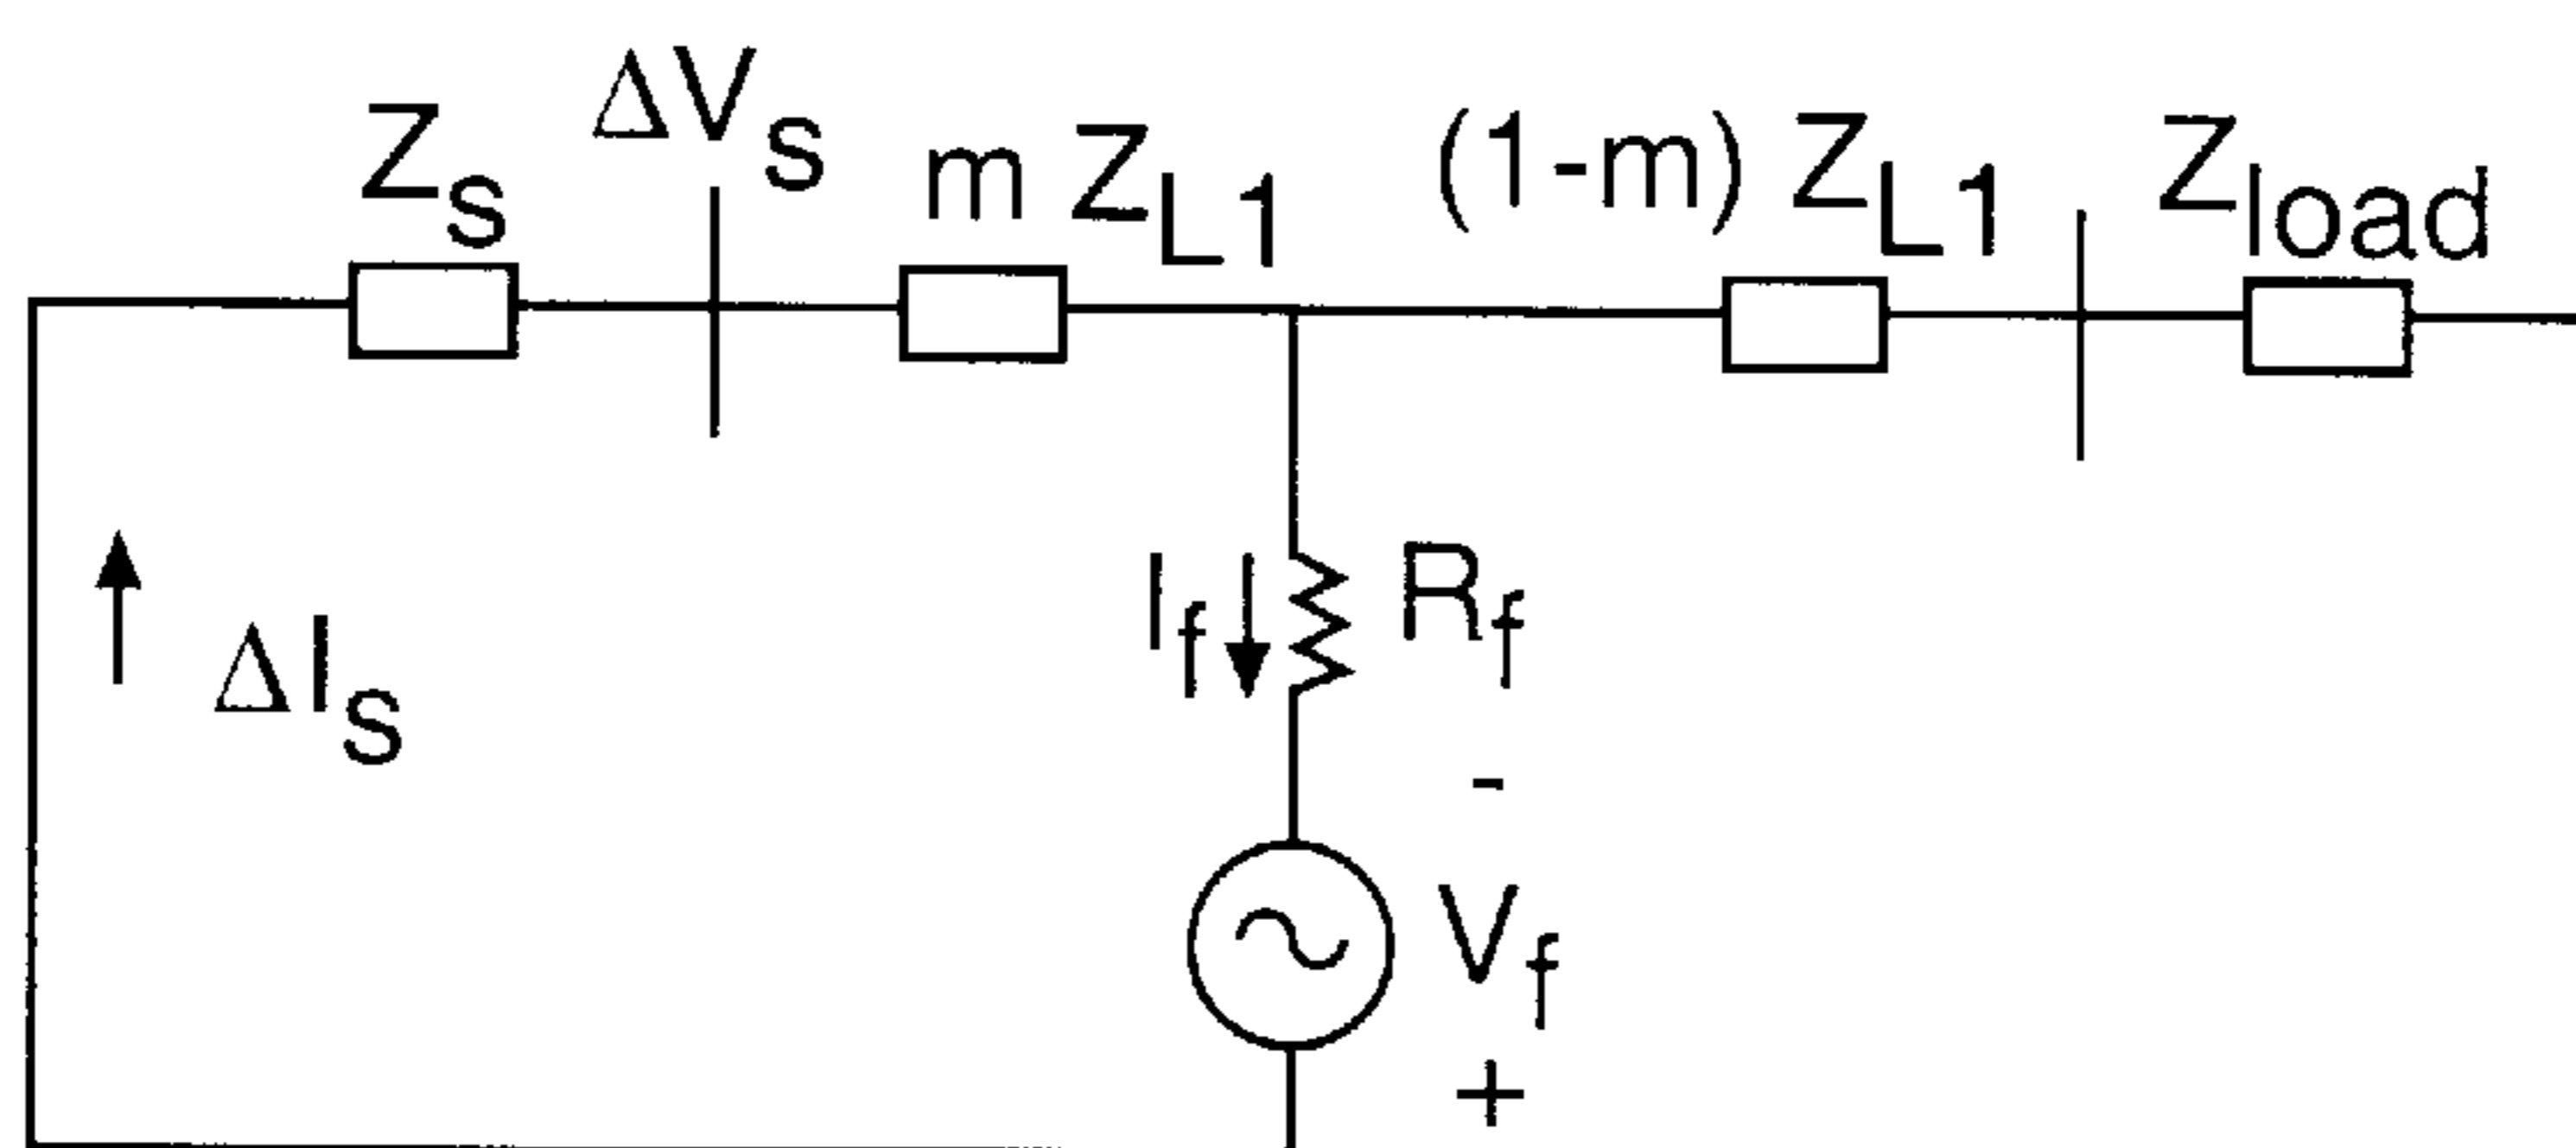 Zs
ΔVs
m ZL1
(1-m) ZL1
Zload
ΔIs
If
Rf
-
Vf
+